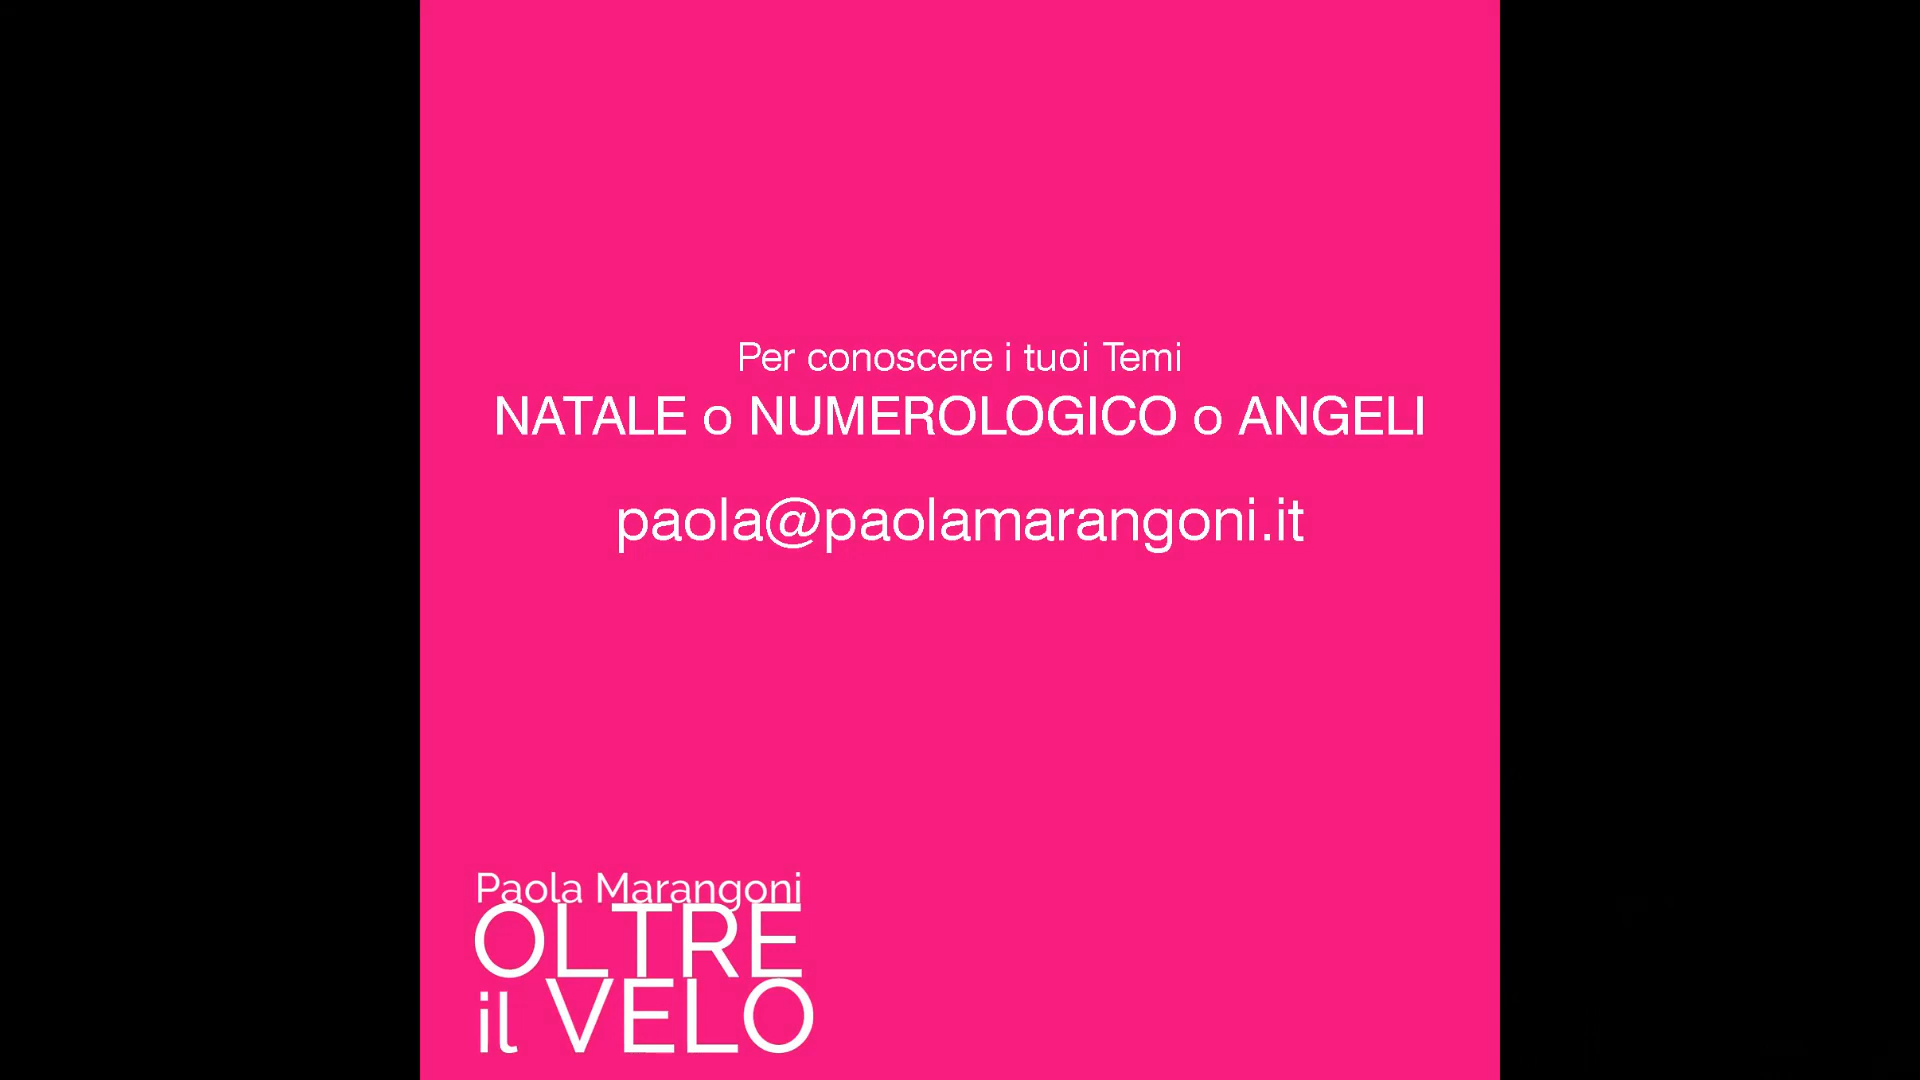 Per conoscere i tuoi Temi
NATALE o NUMEROLOGICO o ANGELI
paola@paolamarangoni.it
Paola Marangoni
OLTRE
il VELO